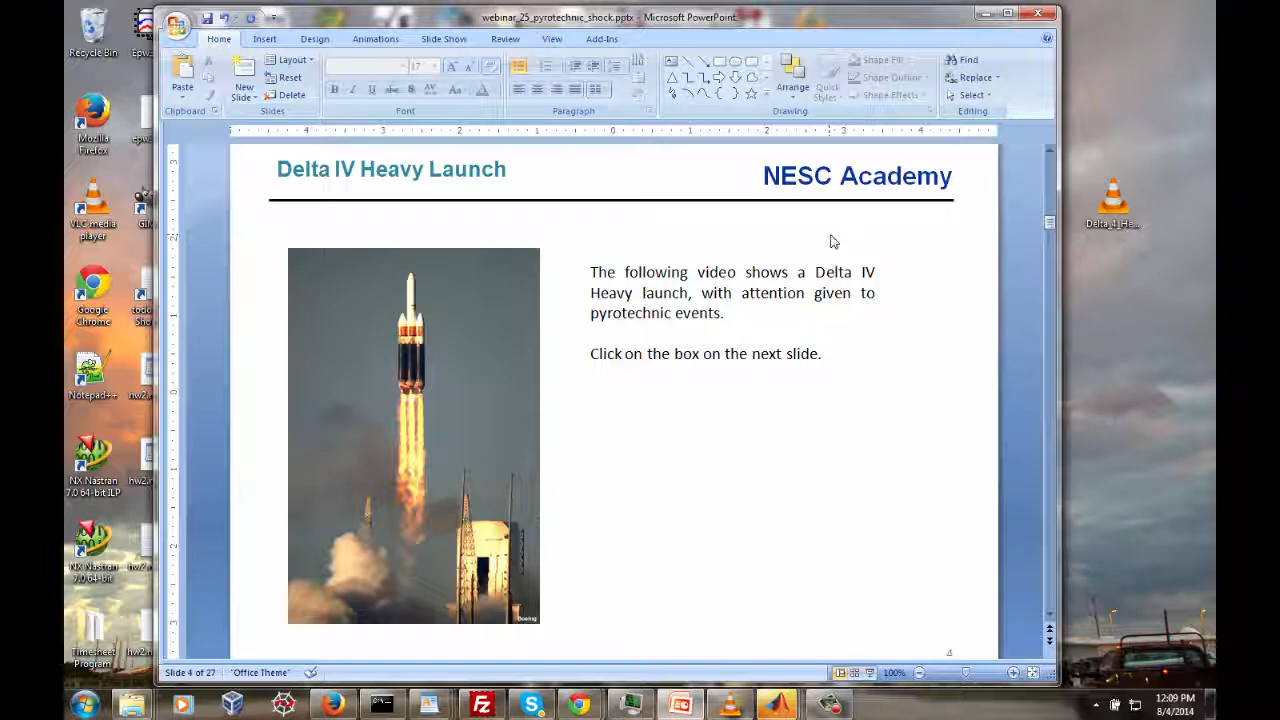 webinar_25_pyrotechnic_shock.pptx - Microsoft PowerPoint
Home Insert Design Animations Slide Show Review View Add-Ins
Paste
Clipboard
New
Slide
Layout
Reset
Delete
Slides
17
Font
Paragraph
Arrange
Quick
Styles
Shape Fill
Shape Outline
Shape Effects
Drawing
Find
Replace
Select
Editing
Delta IV Heavy Launch
NESC Academy
The following video shows a Delta IV
Heavy launch, with attention given to
pyrotechnic events.
Click on the box on the next slide.
Boeing
4
Slide 4 of 27
"Office Theme"
100%
Recycle Bin
Mozilla
Firefox
VLC media
player
Google
Chrome
Notepad++
NX Nastran
7.0 64-bit ILP
NX Nastran
7.0 64-bit
Timesheet
Program
Delta_4_He...
12:09 PM
8/4/2014